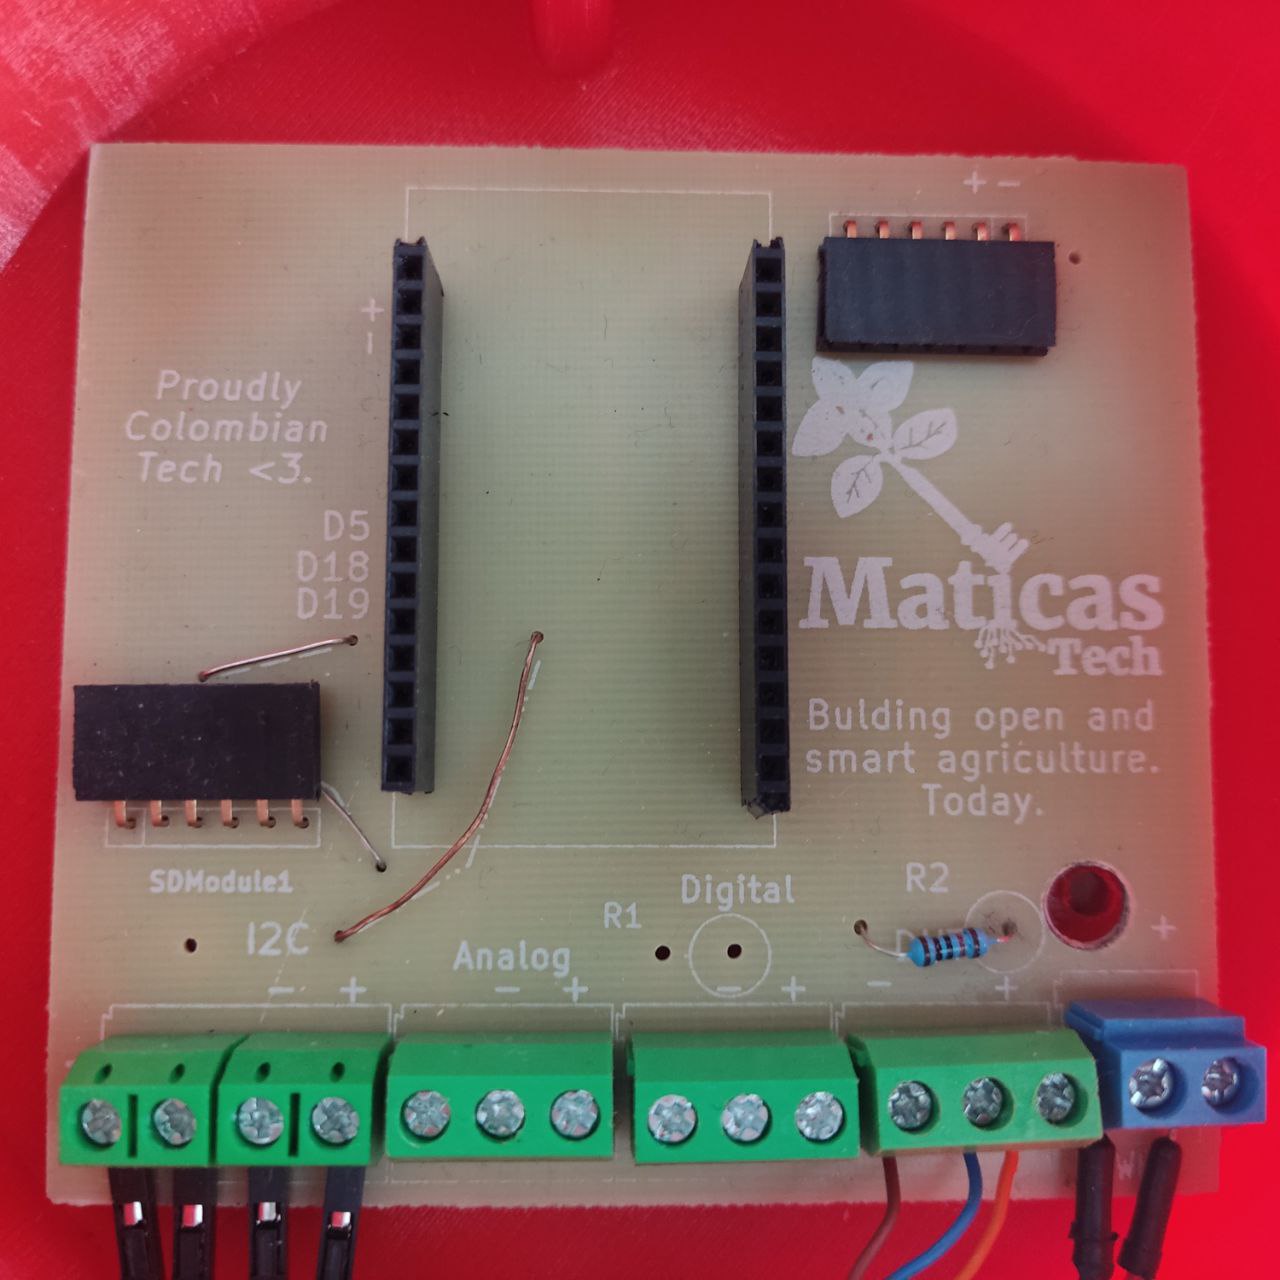 + -
+
-
Proudly
Colombian
Tech <3.
D5
D18
D19
Maticas
Tech
Bulding open and
smart agriculture.
Today.
SDModule1
I2C
- +
Analog
- +
R1
Digital
- +
R2
- +
+